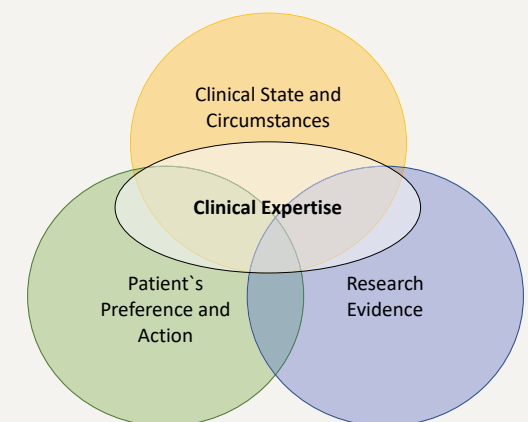 Clinical State and
Circumstances
Clinical Expertise
Patient`s
Preference and
Action
Research
Evidence